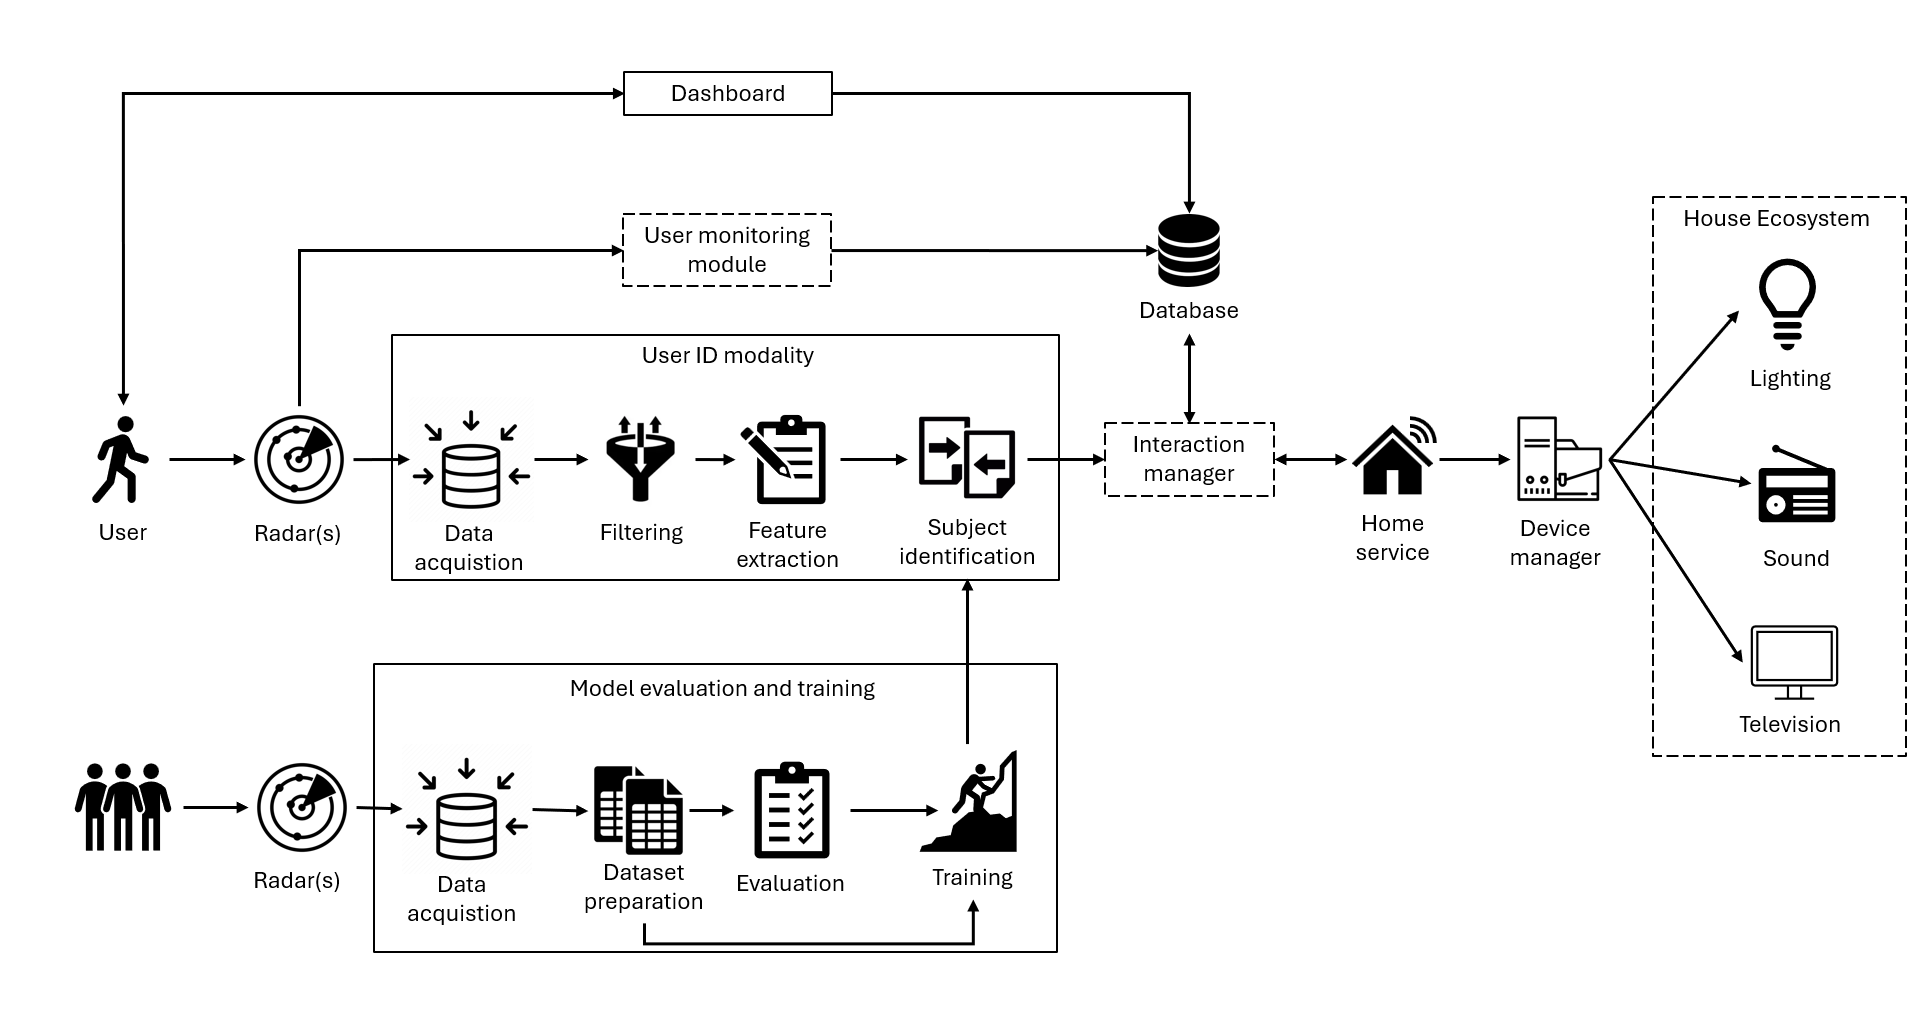 Dashboard
User monitoring
module
Database
House Ecosystem
Lighting
Sound
Television
User ID modality
User
Radar(s)
Data
acquistion
Filtering
Feature
extraction
Subject
identification
Interaction
manager
Home
service
Device
manager
Model evaluation and training
Radar(s)
Data
acquistion
Dataset
preparation
Evaluation
Training